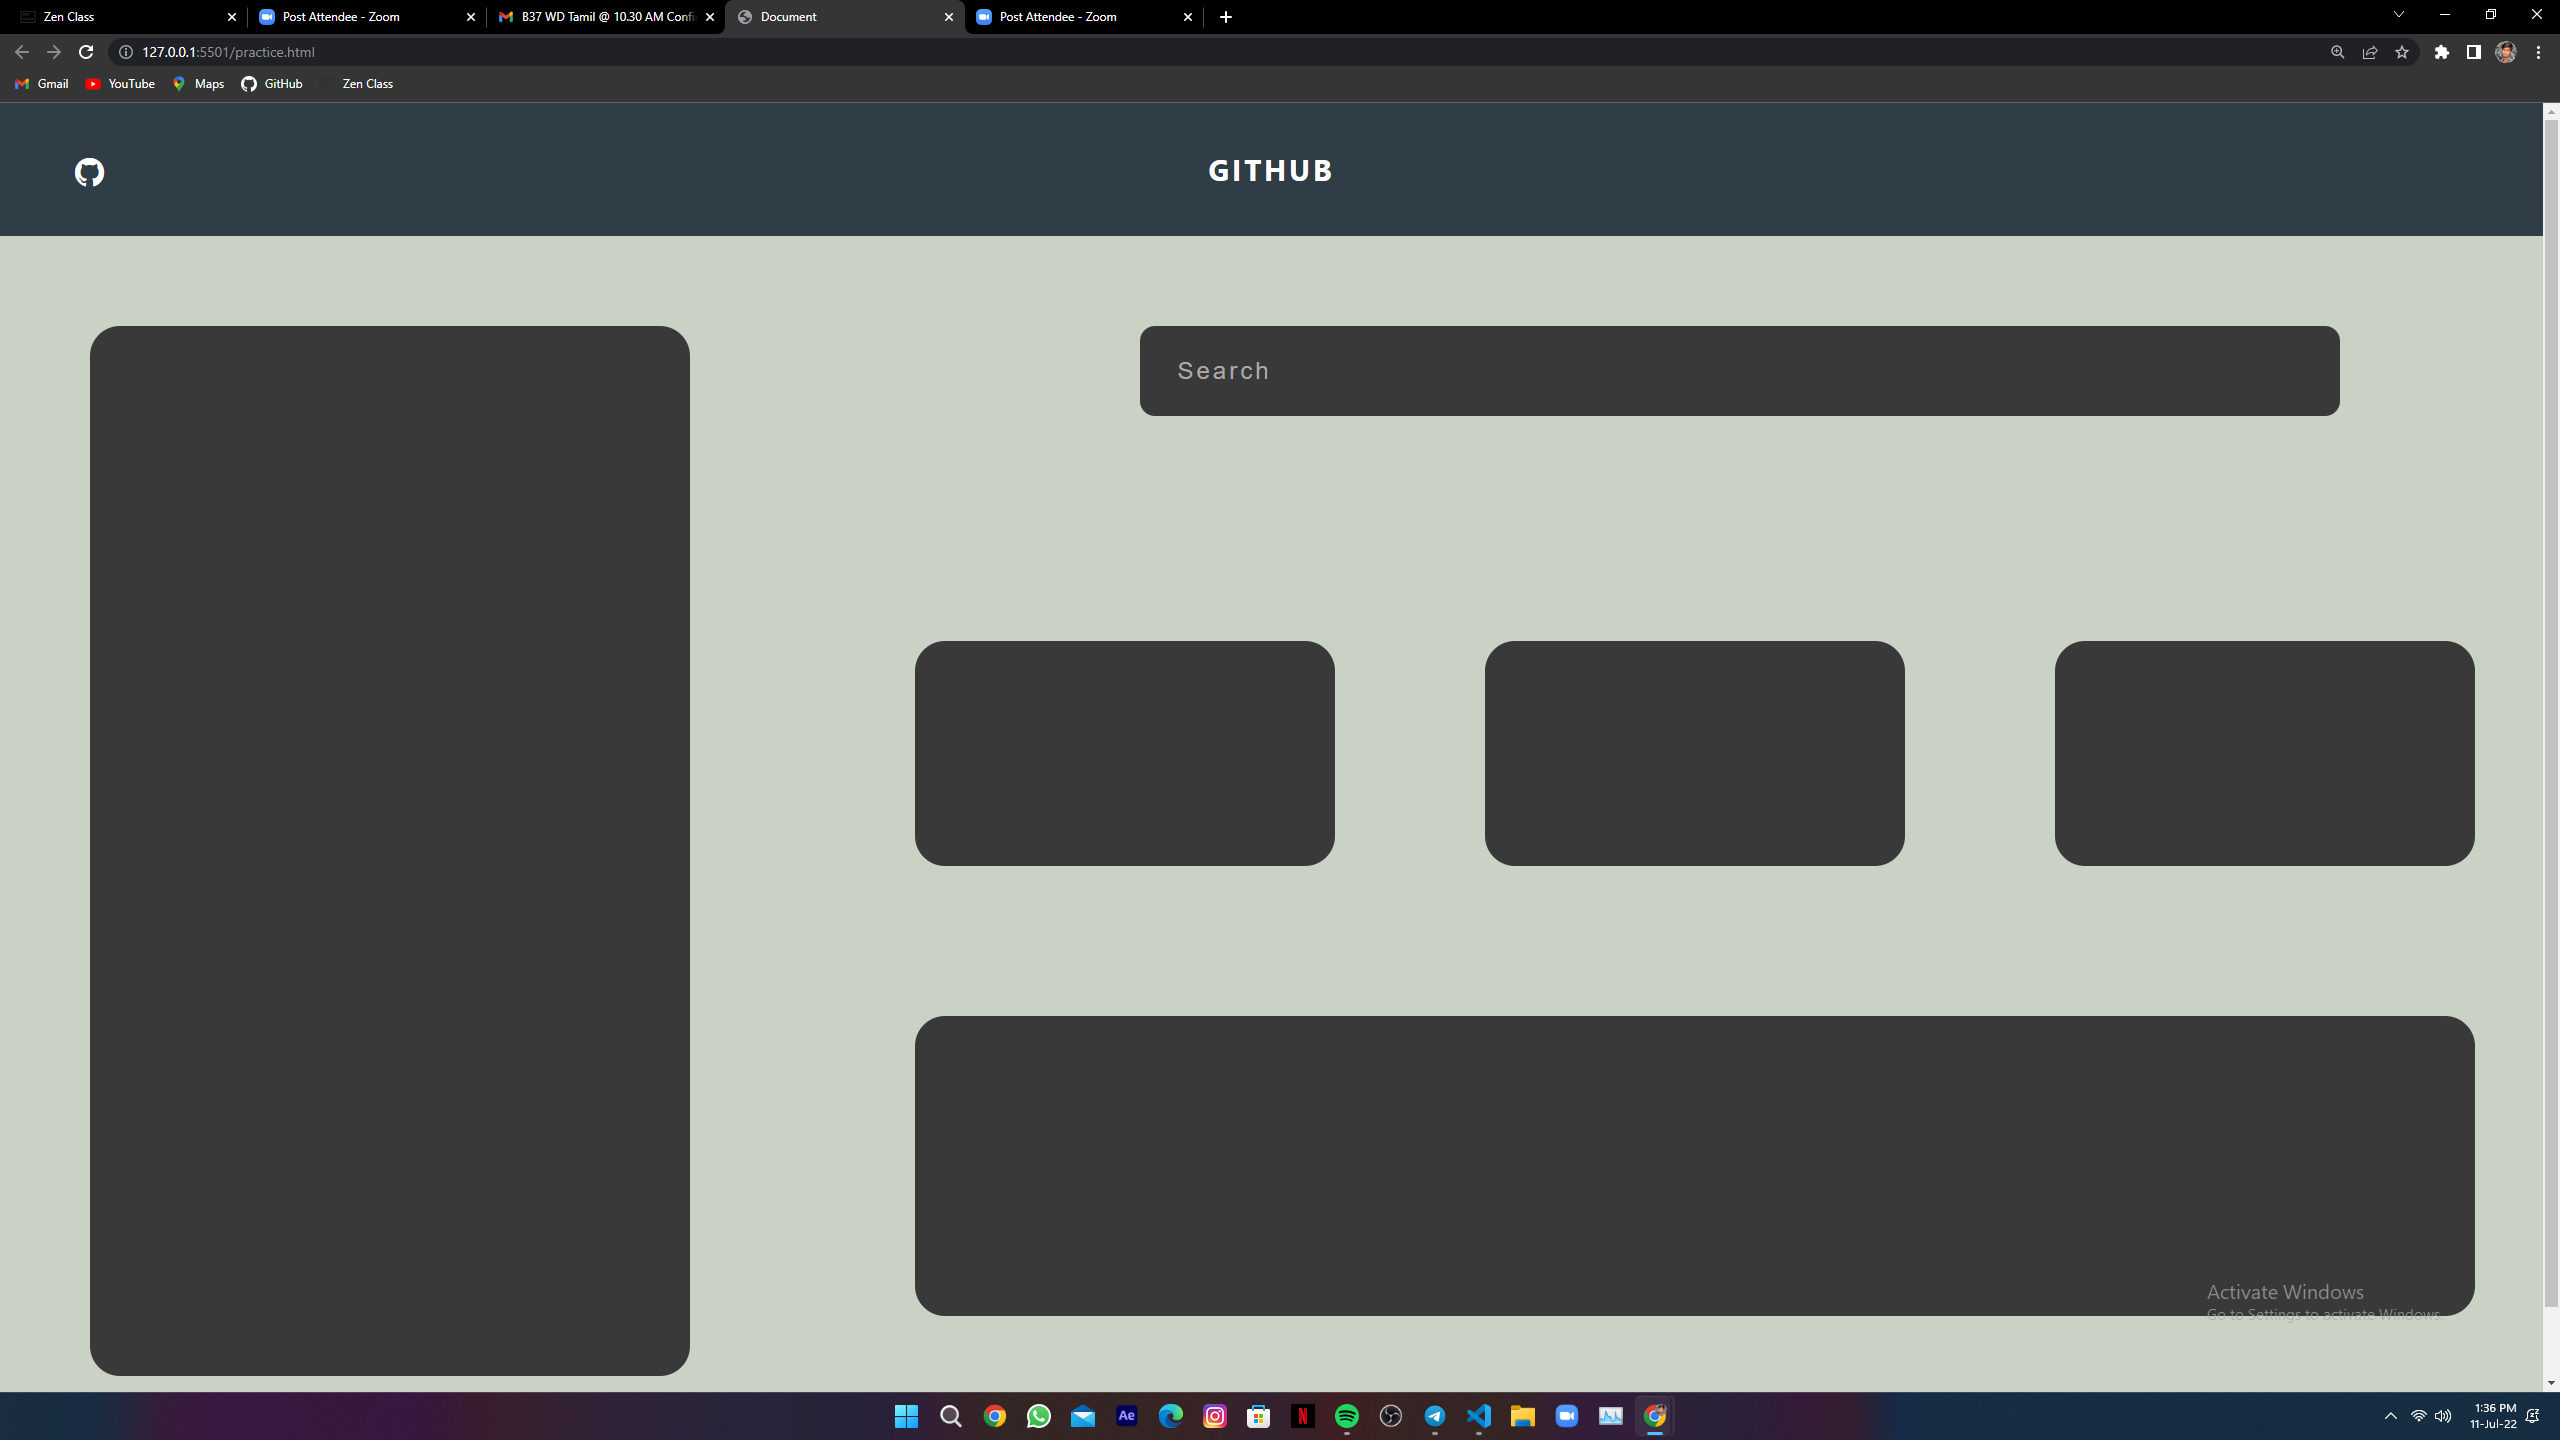 Zen Class
Post Attendee - Zoom
B37 WD Tamil @ 10.30 AM Confi
Document
Post Attendee - Zoom
127.0.0.1:5501/practice.html
Gmail
YouTube
Maps
GitHub
Zen Class
GITHUB
Search
Activate Windows
Go to Settings to activate Windows.
Ae
N
1:36 PM
11-Jul-22